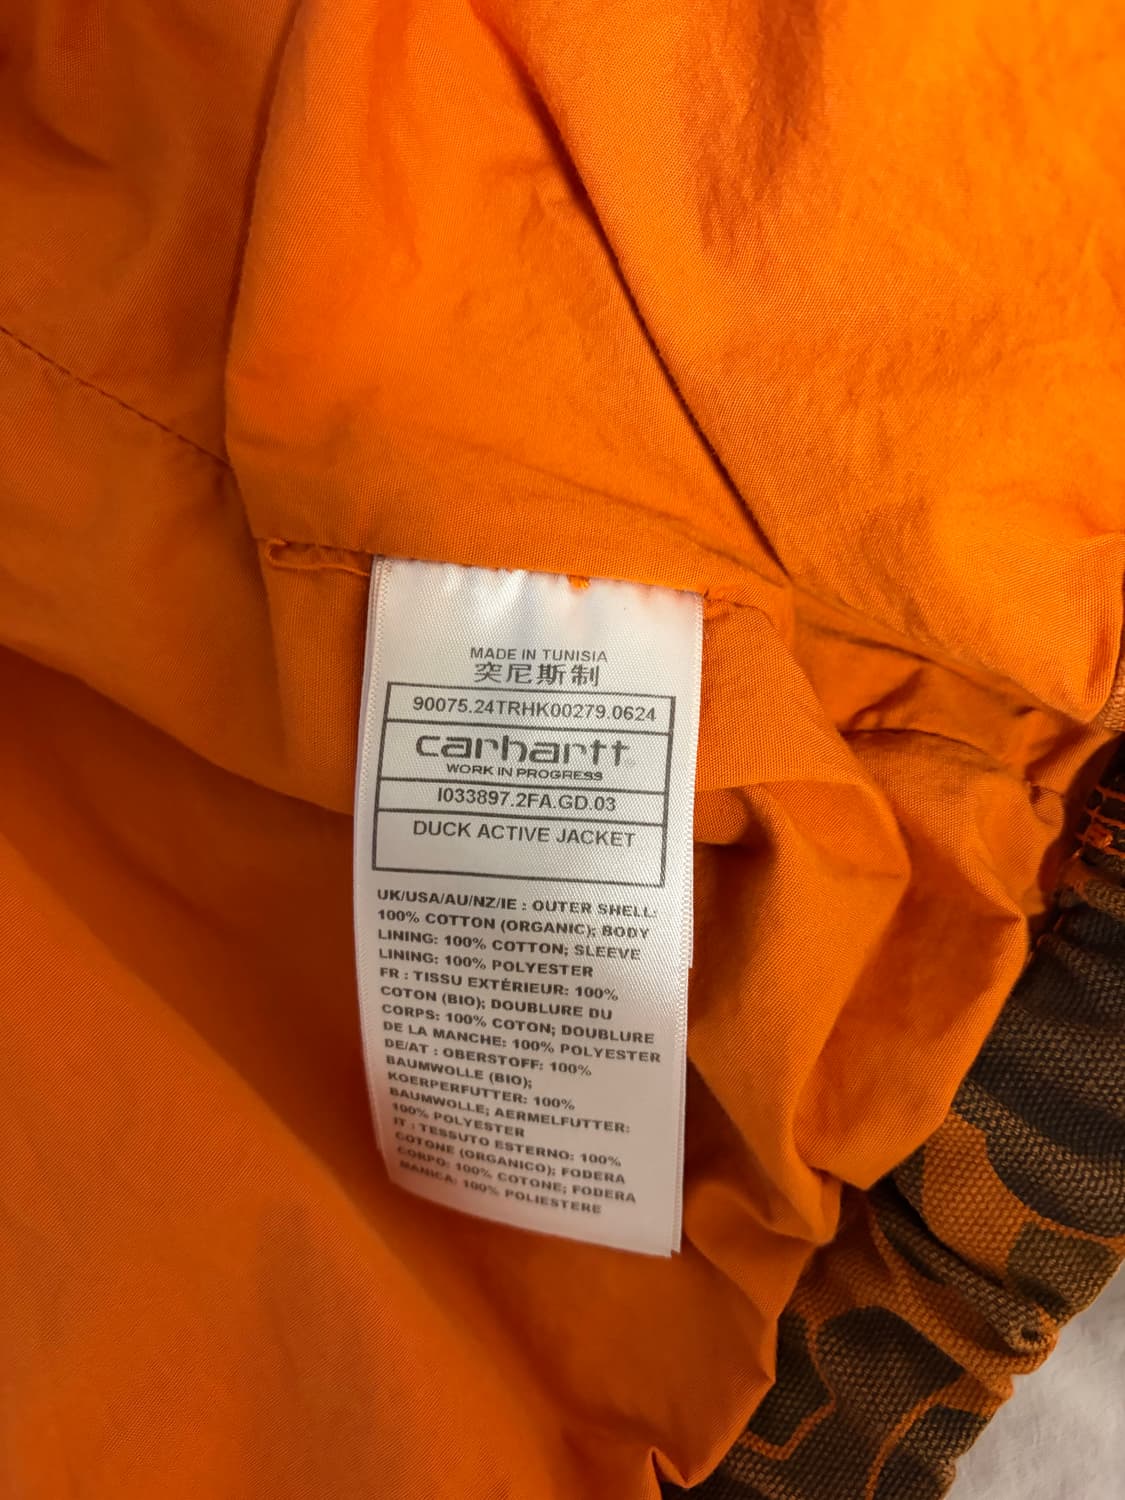 MADE IN TUNISIA
突尼斯制
90075.24TRHK00279.0624
carhartt
WORK IN PROGRESS
I033897.2FA.GD.03
DUCK ACTIVE JACKET
UK/USA/AU/NZ/IE : OUTER SHELL:
100% COTTON (ORGANIC); BODY
LINING: 100% COTTON; SLEEVE
LINING: 100% POLYESTER
FR : TISSU EXTÉRIEUR: 100%
COTON (BIO); DOUBLURE DU
CORPS: 100% COTON; DOUBLURE
DE LA MANCHE: 100% POLYESTER
DE/AT : OBERSTOFF: 100%
BAUMWOLLE (BIO);
KOERPERFUTTER: 100%
BAUMWOLLE; AERMELFUTTER:
100% POLYESTER
IT : TESSUTO ESTERNO: 100%
COTONE (ORGANICO); FODERA
CORPO: 100% COTONE; FODERA
MANICA: 100% POLIESTERE